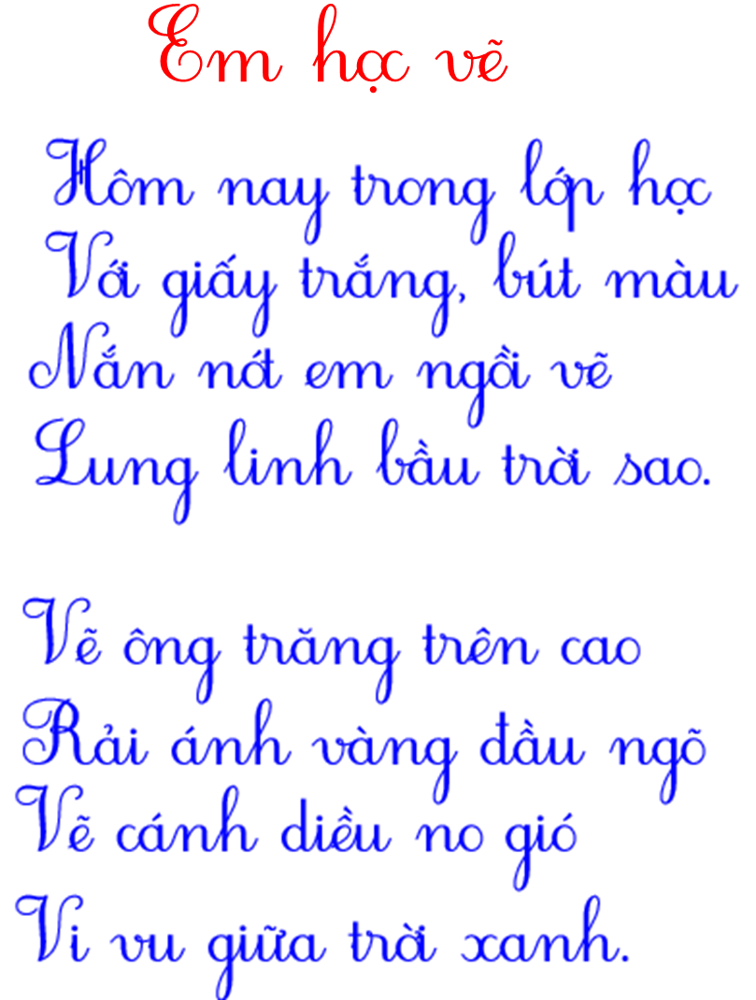 Em học vẽ
Hôm nay trong lớp học
Với giấy trắng, bút màu
Nắn nót em ngồi vẽ
Lung linh bầu trời sao.
Vẽ ông trăng trên cao
Rải ánh vàng đầu ngõ
Vẽ cánh diều no gió
Vi vu giữa trời xanh.